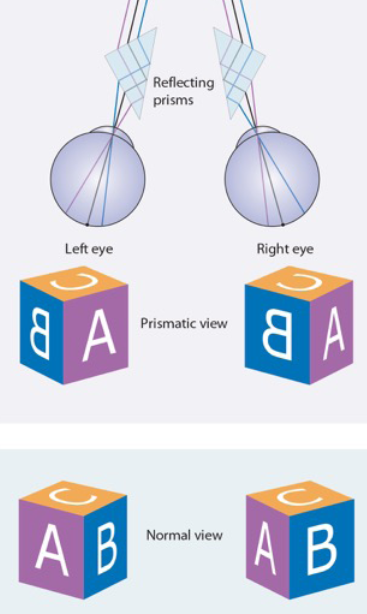 Reflecting
prisms
Left eye
Right eye
C
C
B A
Prismatic view
B A
C
C
A B
Normal view
A B